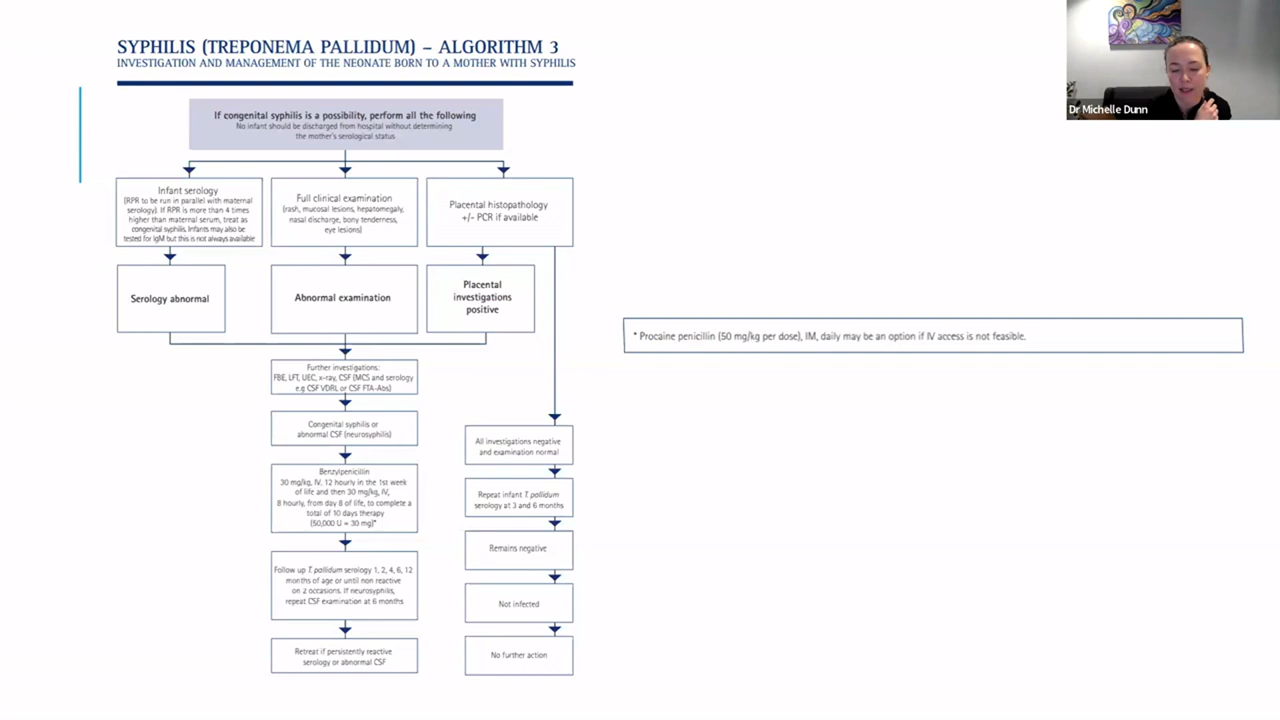 SYPHILIS (TREPONEMA PALLIDUM) – ALGORITHM 3
INVESTIGATION AND MANAGEMENT OF THE NEONATE BORN TO A MOTHER WITH SYPHILIS
Dr Michelle Dunn
If congenital syphilis is a possibility, perform all the following
No infant should be discharged from hospital without determining
the mother's serological status
Infant serology
(RPR to be run in parallel with maternal
serology). If RPR is more than 4 times
higher than maternal serum, treat as
congenital syphilis. Infants may also be
tested for IgM but this is not always available
Full clinical examination
(rash, mucosal lesions, hepatomegaly,
nasal discharge, bony tenderness,
eye lesions)
Placental histopathology
+/- PCR if available
Serology abnormal
Abnormal examination
Placental
investigations
positive
Further investigations:
FBE, LFT, UEC, x-ray, CSF (MCS and serology
e.g CSF VDRL or CSF FTA-Abs)
Congenital syphilis or
abnormal CSF (neurosyphilis)
Benzylpenicillin
30 mg/kg, IV, 12 hourly in the 1st week
of life and then 30 mg/kg, IV,
8 hourly, from day 8 of life, to complete a
total of 10 days therapy
(50,000 U = 30 mg)*
Follow up T. pallidum serology 1, 2, 4, 6, 12
months of age or until non reactive
on 2 occasions. If neurosyphilis,
repeat CSF examination at 6 months
Retreat if persistently reactive
serology or abnormal CSF
All investigations negative
and examination normal
Repeat infant T. pallidum
serology at 3 and 6 months
Remains negative
Not infected
No further action
* Procaine penicillin (50 mg/kg per dose), IM, daily may be an option if IV access is not feasible.